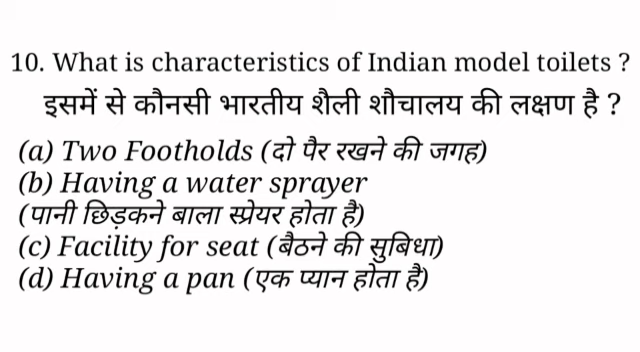 10. What is characteristics of Indian model toilets ?
इसमें से कौनसी भारतीय शैली शौचालय की लक्षण है ?
(a) Two Footholds (दो पैर रखने की जगह)
(b) Having a water sprayer
(पानी छिड़कने बाला स्प्रेयर होता है)
(c) Facility for seat (बैठने की सुबिधा)
(d) Having a pan (एक प्यान होता है)